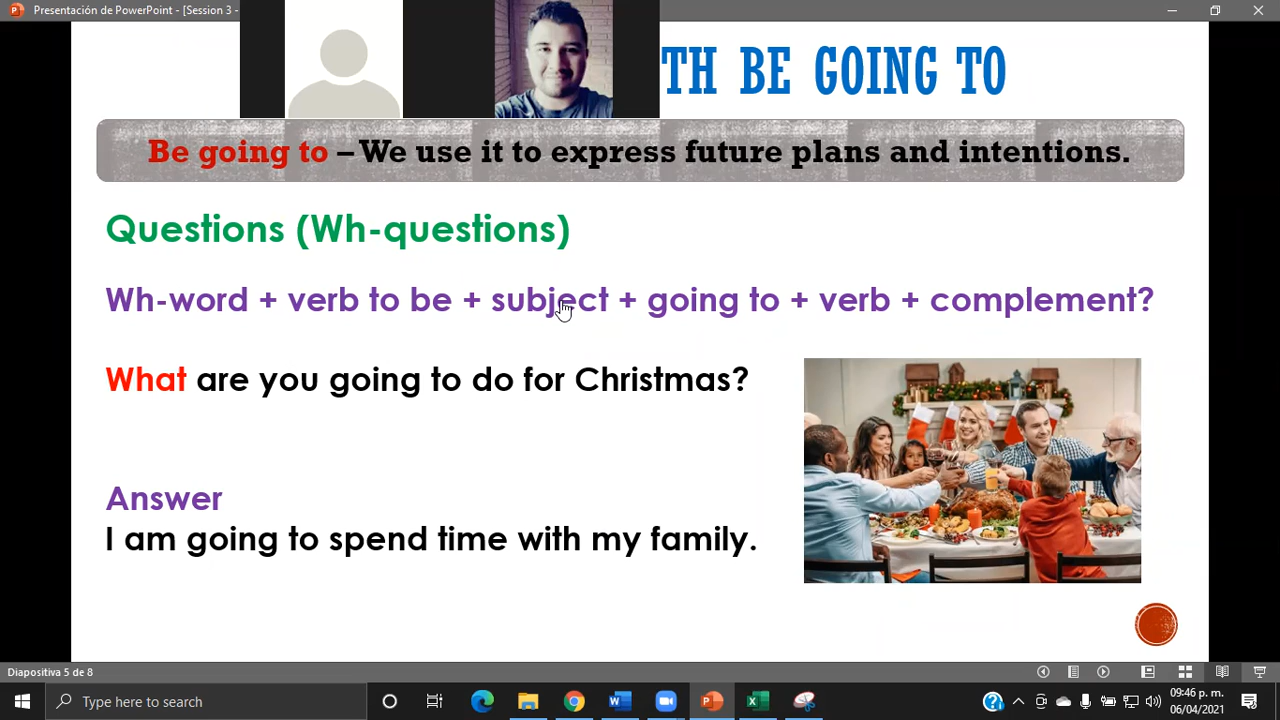 Presentación de PowerPoint - [Session 3 -
TH BE GOING TO
Be going to – We use it to express future plans and intentions.
Questions (Wh-questions)
Wh-word + verb to be + subject + going to + verb + complement?
What are you going to do for Christmas?
Answer
I am going to spend time with my family.
Diapositiva 5 de 8
Type here to search
09:46 p. m.
06/04/2021